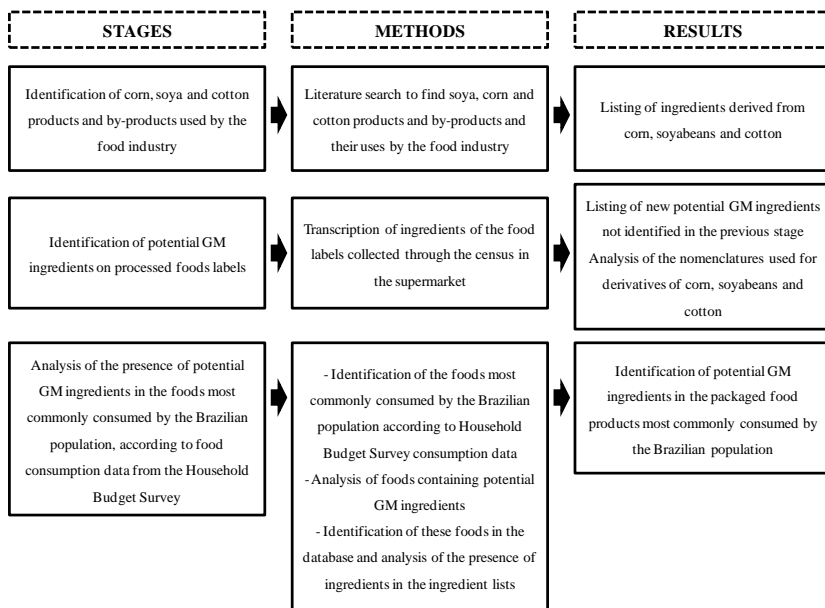 STAGES
METHODS
RESULTS
Identification of corn, soya and cotton
products and by-products used by the
food industry
Literature search to find soya, corn and
cotton products and by-products and
their uses by the food industry
Listing of ingredients derived from
corn, soyabeans and cotton
Identification of potential GM
ingredients on processed foods labels
Transcription of ingredients of the food
labels collected through the census in
the supermarket
Listing of new potential GM ingredients
not identified in the previous stage
Analysis of the nomenclatures used for
derivatives of corn, soyabeans and
cotton
Analysis of the presence of potential
GM ingredients in the foods most
commonly consumed by the Brazilian
population, according to food
consumption data from the Household
Budget Survey
- Identification of the foods most
commonly consumed by the Brazilian
population according to Household
Budget Survey consumption data
- Analysis of foods containing potential
GM ingredients
- Identification of these foods in the
database and analysis of the presence of
ingredients in the ingredient lists
Identification of potential GM
ingredients in the packaged food
products most commonly consumed by
the Brazilian population